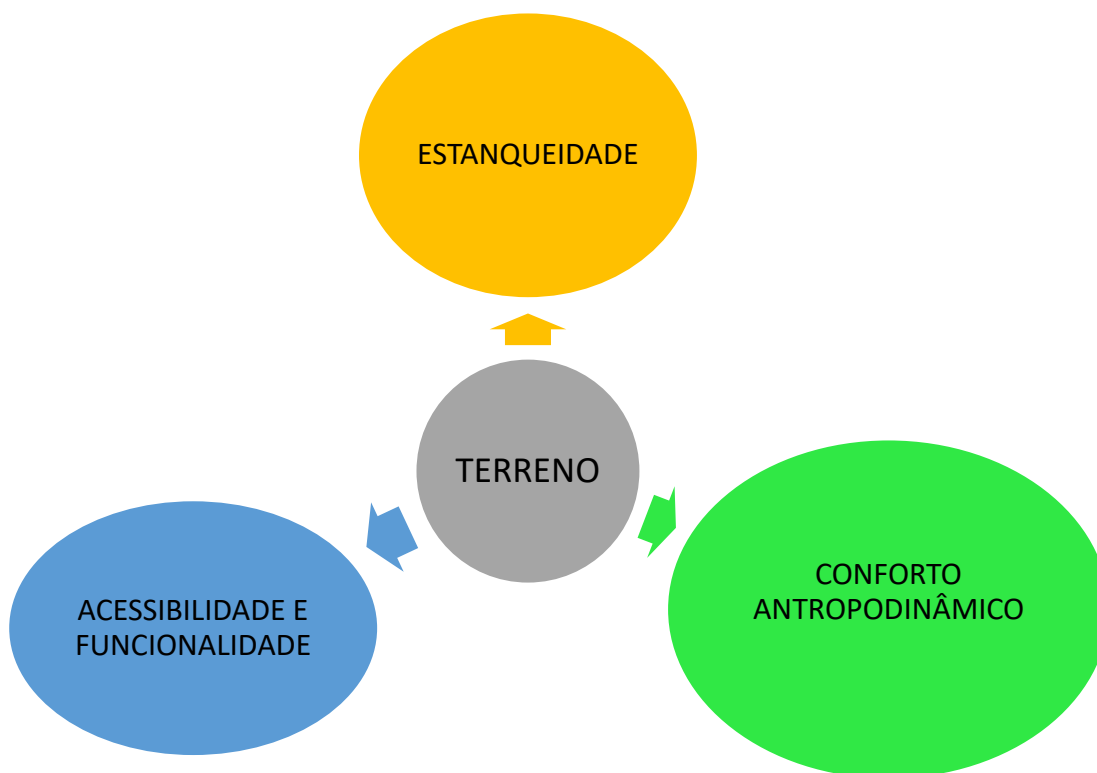 ESTANQUEIDADE
TERRENO
ACESSIBILIDADE E
FUNCIONALIDADE
CONFORTO
ANTROPODINÂMICO